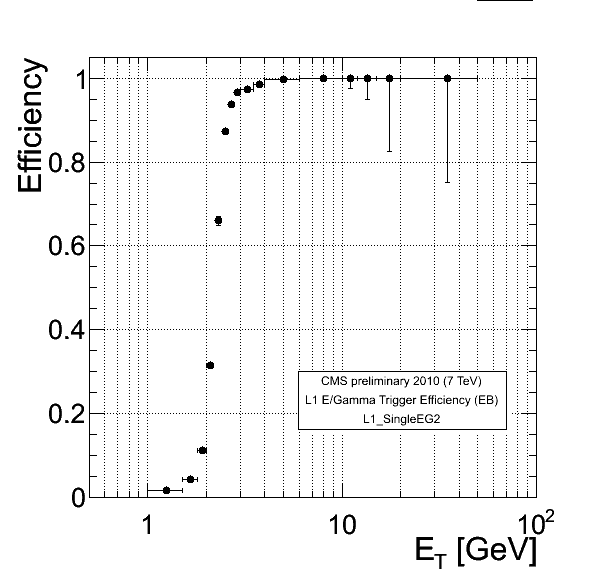 Efficiency
1
0.8
0.6
0.4
0.2
0
CMS preliminary 2010 (7 TeV)
L1 E/Gamma Trigger Efficiency (EB)
L1_SingleEG2
1 10 10²
E_T [GeV]